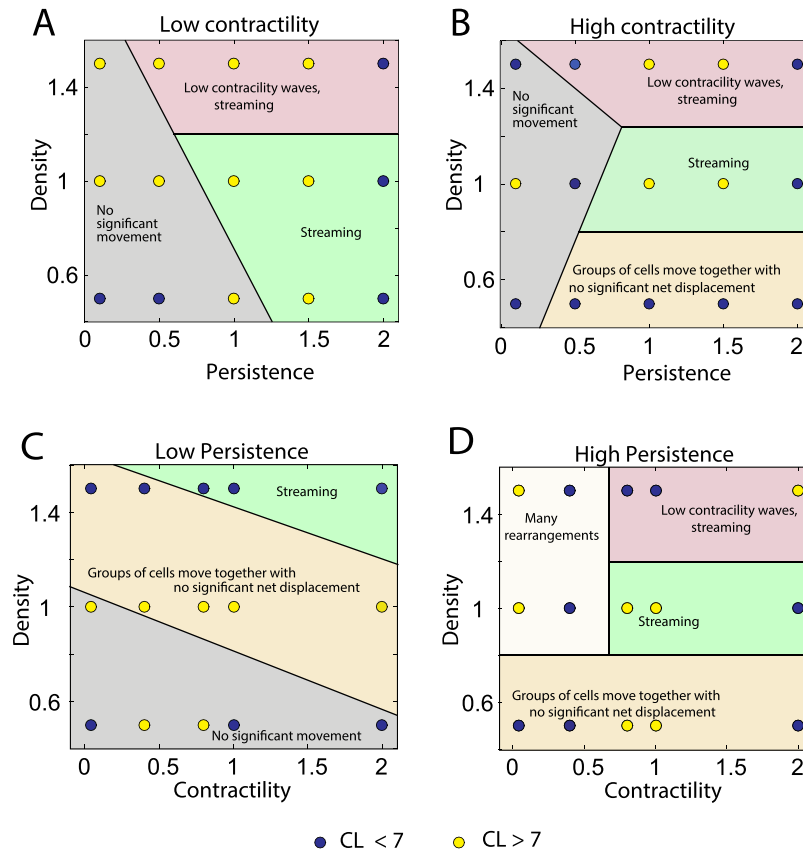 A
Low contractility
1.4
1
0.6
Density
Low contracility waves,
streaming
No
significant
movement
Streaming
0
0.5
1
1.5
2
Persistence
B
High contractility
1.4
1
0.6
Density
No
significant
movement
Low contracility waves,
streaming
Streaming
Groups of cells move together with
no significant net displacement
0
0.5
1
1.5
2
Persistence
C
Low Persistence
1.4
1
0.6
Density
Streaming
Groups of cells move together with
no significant net displacement
No significant movement
0
0.5
1
1.5
2
Contractility
D
High Persistence
1.4
1
0.6
Density
Many
rearrangements
Low contracility waves,
streaming
Streaming
Groups of cells move together with
no significant net displacement
0
0.5
1
1.5
2
Contractility
CL < 7
CL > 7